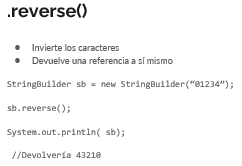 .reverse()
● Invierte los caracteres
● Devuelve una referencia a sí mismo
StringBuilder sb = new StringBuilder(“01234”);
sb.reverse();
System.out.println( sb);
//Devolvería 43210